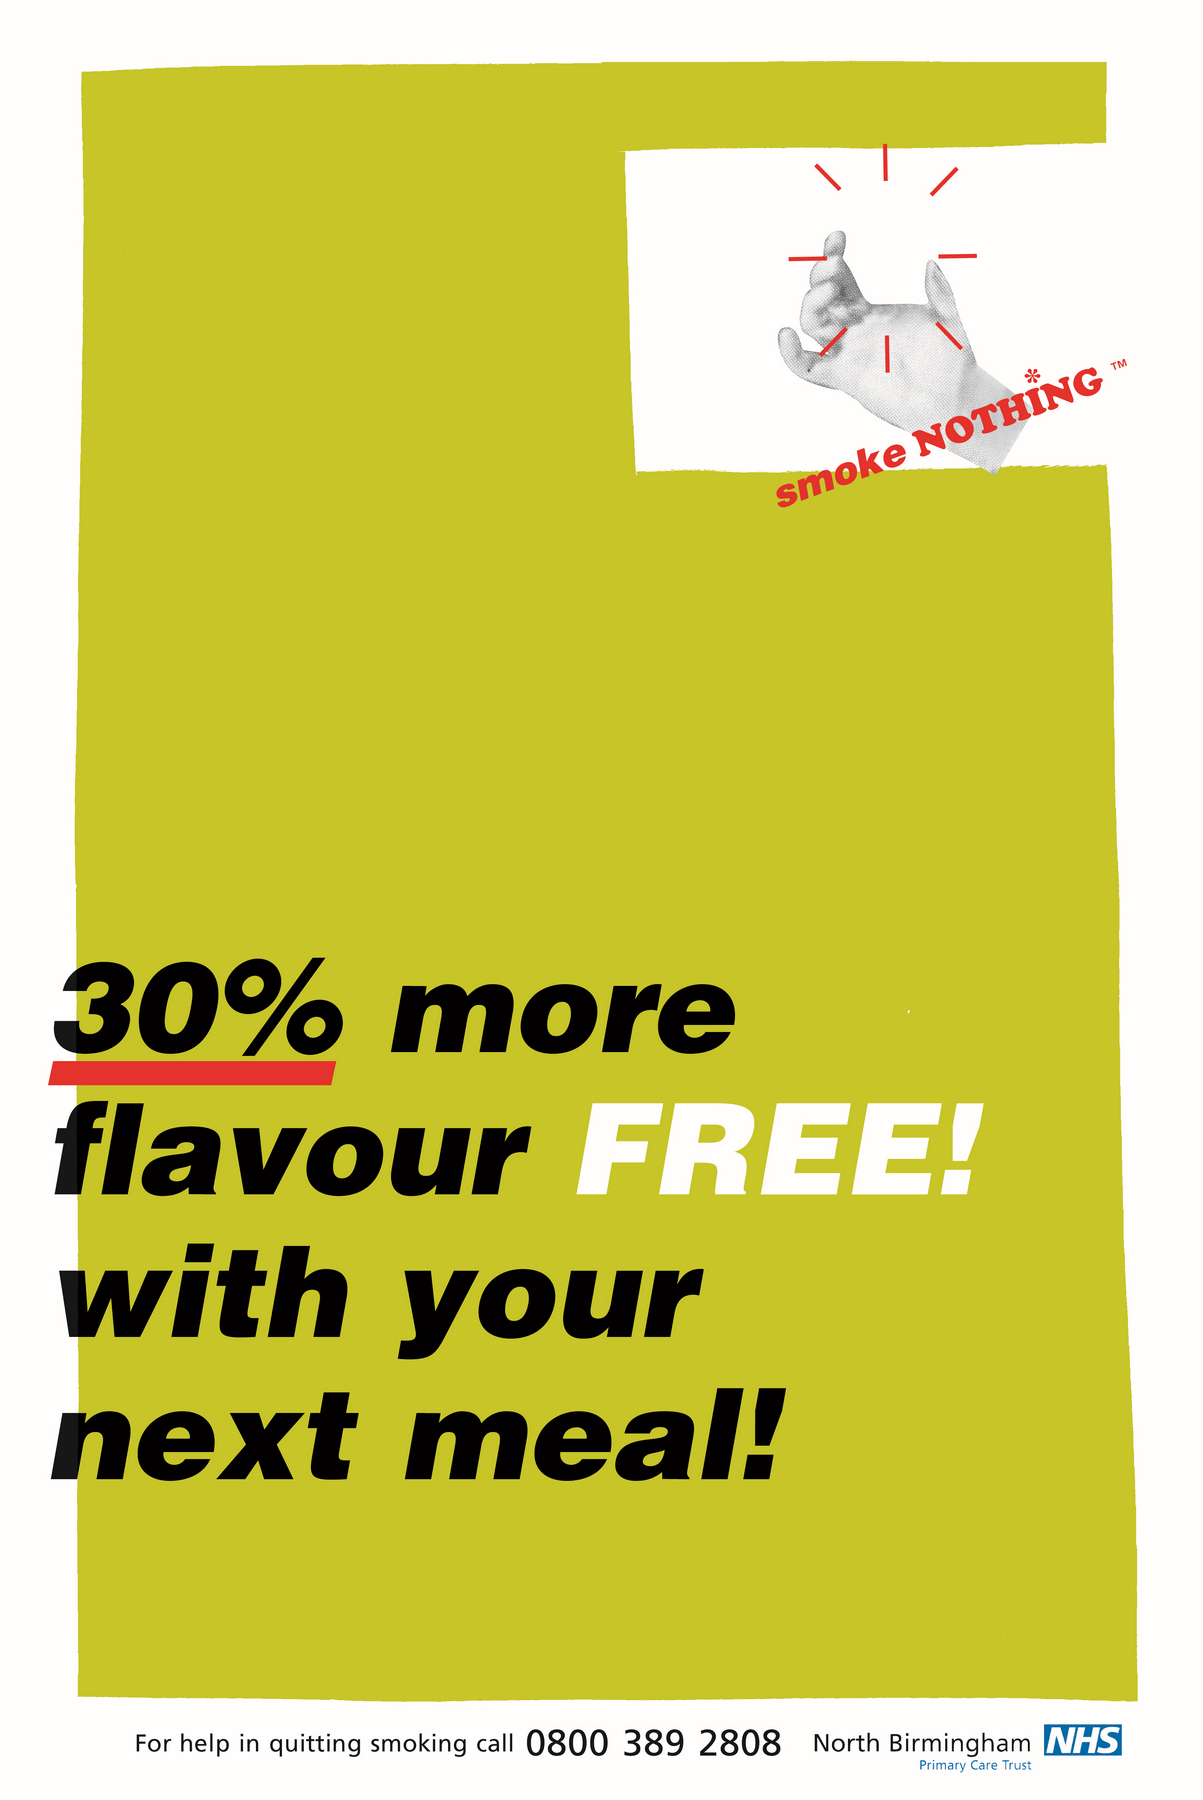 smoke NOTHING ™
30% more
flavour FREE!
with your
next meal!
For help in quitting smoking call 0800 389 2808 North Birmingham NHS
Primary Care Trust